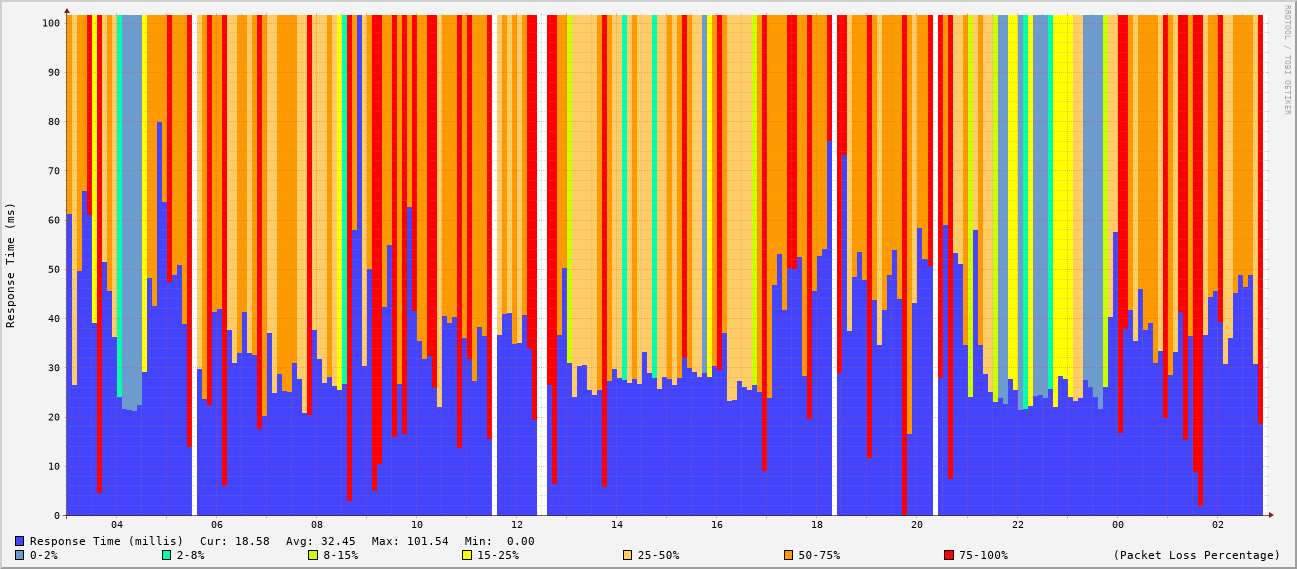 RRDTOOL / TOBI OETIKER
Response Time (ms)
100
90
80
70
60
50
40
30
20
10
0
04 06 08 10 12 14 16 18 20 22 00 02
Response Time (millis) Cur: 18.58 Avg: 32.45 Max: 101.54 Min: 0.00
0-2% 2-8% 8-15% 15-25% 25-50% 50-75% 75-100% (Packet Loss Percentage)